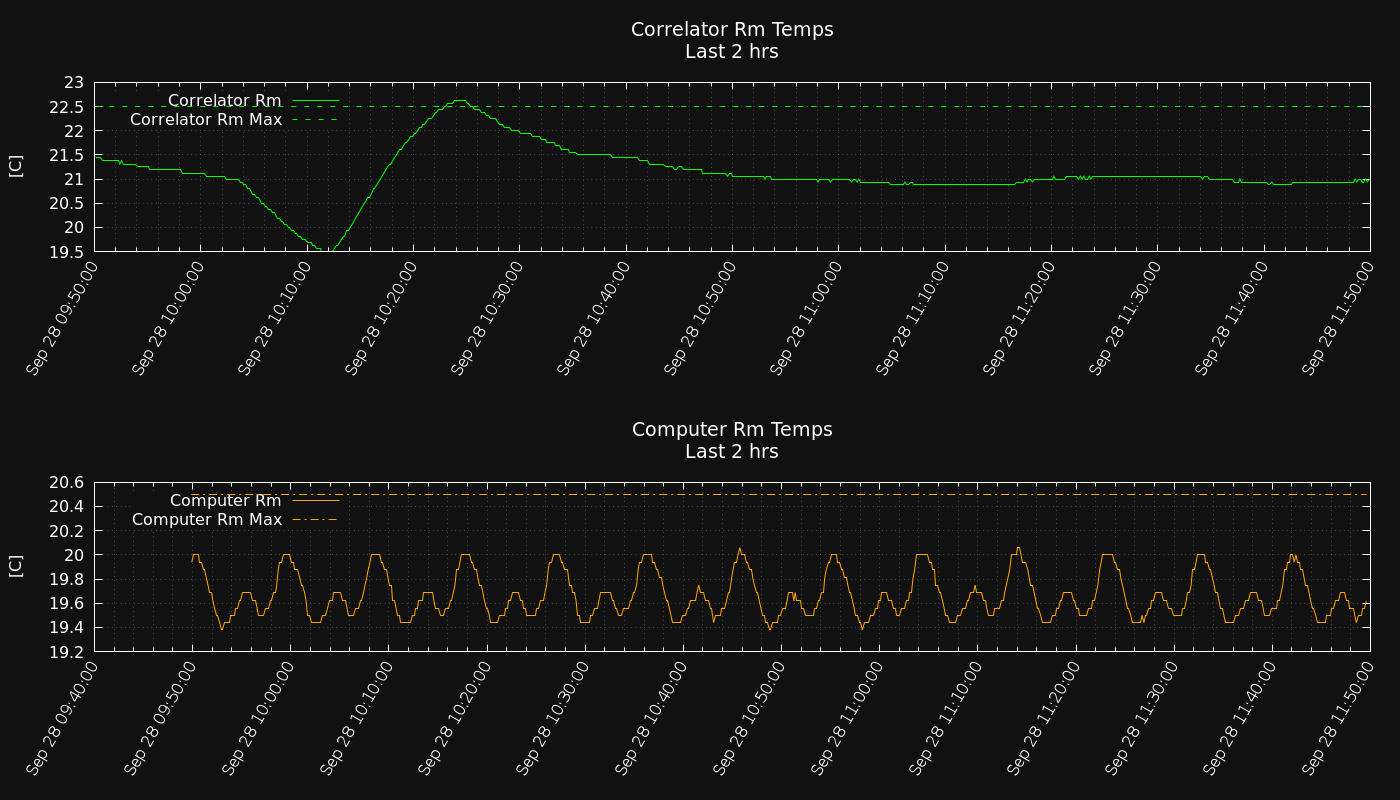 Correlator Rm Temps
Last 2 hrs
23
22.5
22
21.5
21
20.5
20
19.5
[C]
Correlator Rm
Correlator Rm Max
Sep 28 09:50:00
Sep 28 10:00:00
Sep 28 10:10:00
Sep 28 10:20:00
Sep 28 10:30:00
Sep 28 10:40:00
Sep 28 10:50:00
Sep 28 11:00:00
Sep 28 11:10:00
Sep 28 11:20:00
Sep 28 11:30:00
Sep 28 11:40:00
Sep 28 11:50:00
Computer Rm Temps
Last 2 hrs
20.6
20.4
20.2
20
19.8
19.6
19.4
19.2
[C]
Computer Rm
Computer Rm Max
Sep 28 09:40:00
Sep 28 09:50:00
Sep 28 10:00:00
Sep 28 10:10:00
Sep 28 10:20:00
Sep 28 10:30:00
Sep 28 10:40:00
Sep 28 10:50:00
Sep 28 11:00:00
Sep 28 11:10:00
Sep 28 11:20:00
Sep 28 11:30:00
Sep 28 11:40:00
Sep 28 11:50:00